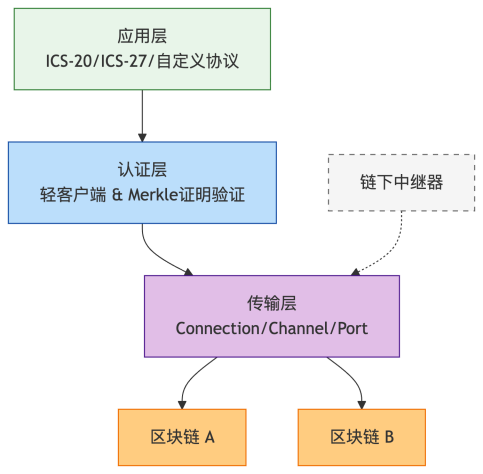 应用层
ICS-20/ICS-27/自定义协议
认证层
轻客户端 & Merkle证明验证
链下中继器
传输层
Connection/Channel/Port
区块链 A
区块链 B